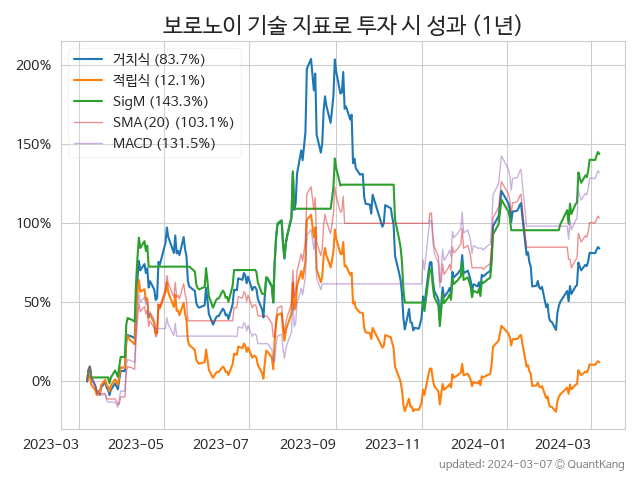 보로노이 기술 지표로 투자 시 성과 (1년)
거치식 (83.7%)
적립식 (12.1%)
SigM (143.3%)
SMA(20) (103.1%)
MACD (131.5%)
200%
150%
100%
50%
0%
2023-03 2023-05 2023-07 2023-09 2023-11 2024-01 2024-03
updated: 2024-03-07 © QuantKang